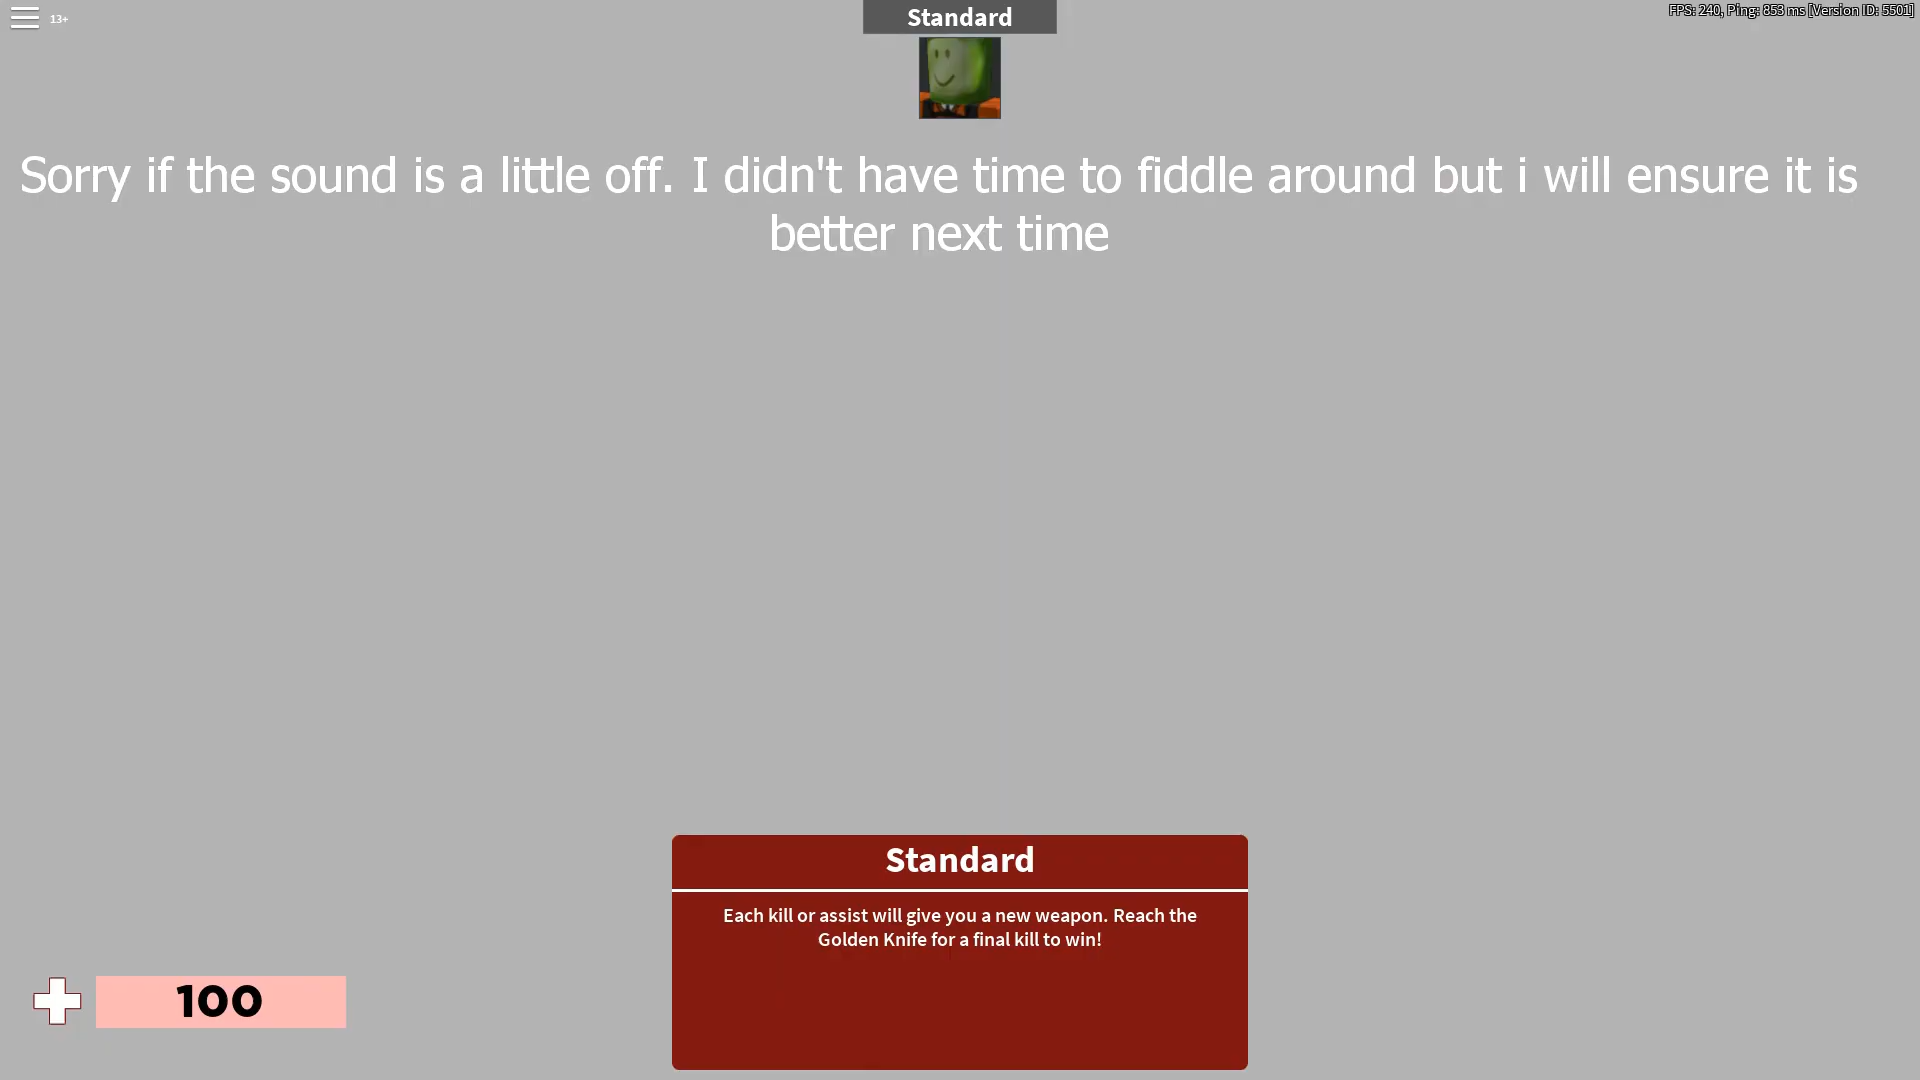 13+
Standard
FPS: 240, Ping: 853 ms [Version ID: 5501]
Sorry if the sound is a little off. I didn't have time to fiddle around but i will ensure it is
better next time
Standard
Each kill or assist will give you a new weapon. Reach the
Golden Knife for a final kill to win!
100